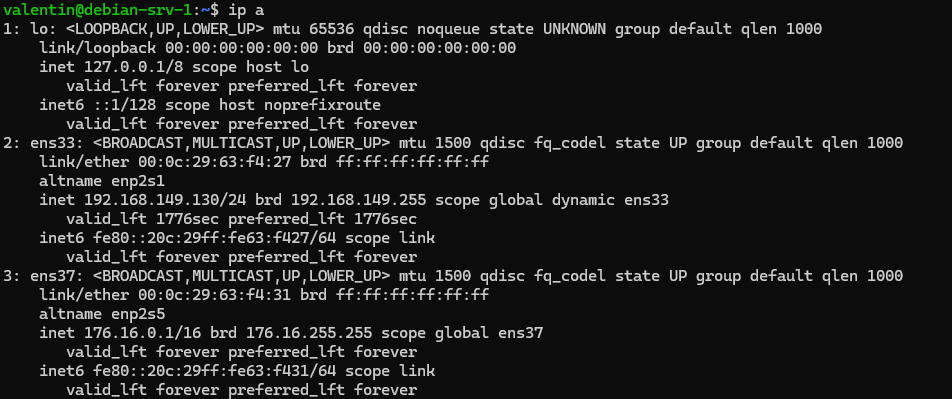 valentin@debian-srv-1:~$ ip a
1: lo: <LOOPBACK,UP,LOWER_UP> mtu 65536 qdisc noqueue state UNKNOWN group default qlen 1000
    link/loopback 00:00:00:00:00:00 brd 00:00:00:00:00:00
    inet 127.0.0.1/8 scope host lo
       valid_lft forever preferred_lft forever
    inet6 ::1/128 scope host noprefixroute
       valid_lft forever preferred_lft forever
2: ens33: <BROADCAST,MULTICAST,UP,LOWER_UP> mtu 1500 qdisc fq_codel state UP group default qlen 1000
    link/ether 00:0c:29:63:f4:27 brd ff:ff:ff:ff:ff:ff
    altname enp2s1
    inet 192.168.149.130/24 brd 192.168.149.255 scope global dynamic ens33
       valid_lft 1776sec preferred_lft 1776sec
    inet6 fe80::20c:29ff:fe63:f427/64 scope link
       valid_lft forever preferred_lft forever
3: ens37: <BROADCAST,MULTICAST,UP,LOWER_UP> mtu 1500 qdisc fq_codel state UP group default qlen 1000
    link/ether 00:0c:29:63:f4:31 brd ff:ff:ff:ff:ff:ff
    altname enp2s5
    inet 176.16.0.1/16 brd 176.16.255.255 scope global ens37
       valid_lft forever preferred_lft forever
    inet6 fe80::20c:29ff:fe63:f431/64 scope link
       valid_lft forever preferred_lft forever